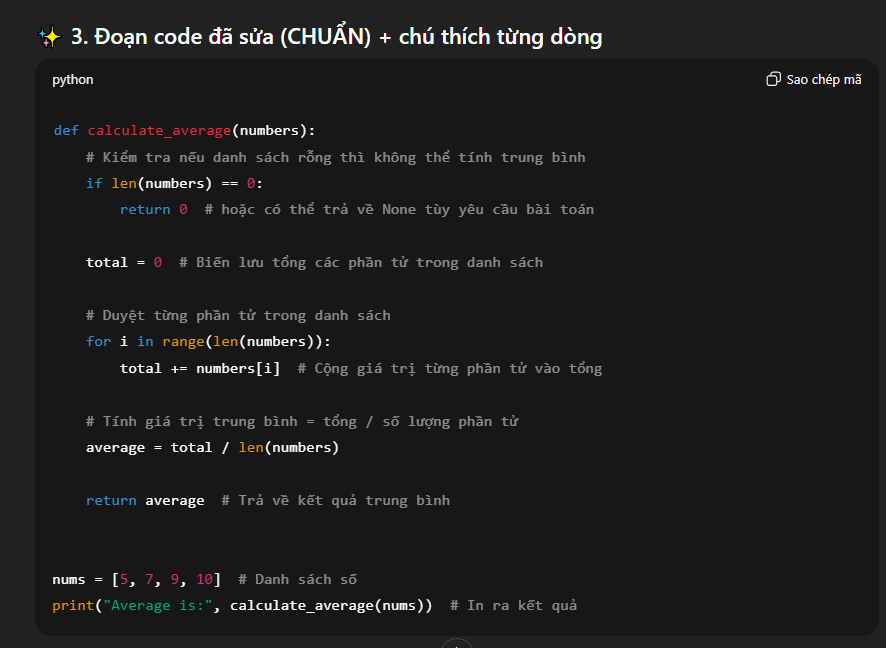 ✨ 3. Đoạn code đã sửa (CHUẨN) + chú thích từng dòng
python
Sao chép mã
def calculate_average(numbers):
    # Kiểm tra nếu danh sách rỗng thì không thể tính trung bình
    if len(numbers) == 0:
        return 0  # hoặc có thể trả về None tùy yêu cầu bài toán
    total = 0  # Biến lưu tổng các phần tử trong danh sách
    # Duyệt từng phần tử trong danh sách
    for i in range(len(numbers)):
        total += numbers[i]  # Cộng giá trị từng phần tử vào tổng
    # Tính giá trị trung bình = tổng / số lượng phần tử
    average = total / len(numbers)
    return average  # Trả về kết quả trung bình
nums = [5, 7, 9, 10]  # Danh sách số
print("Average is:", calculate_average(nums))  # In ra kết quả